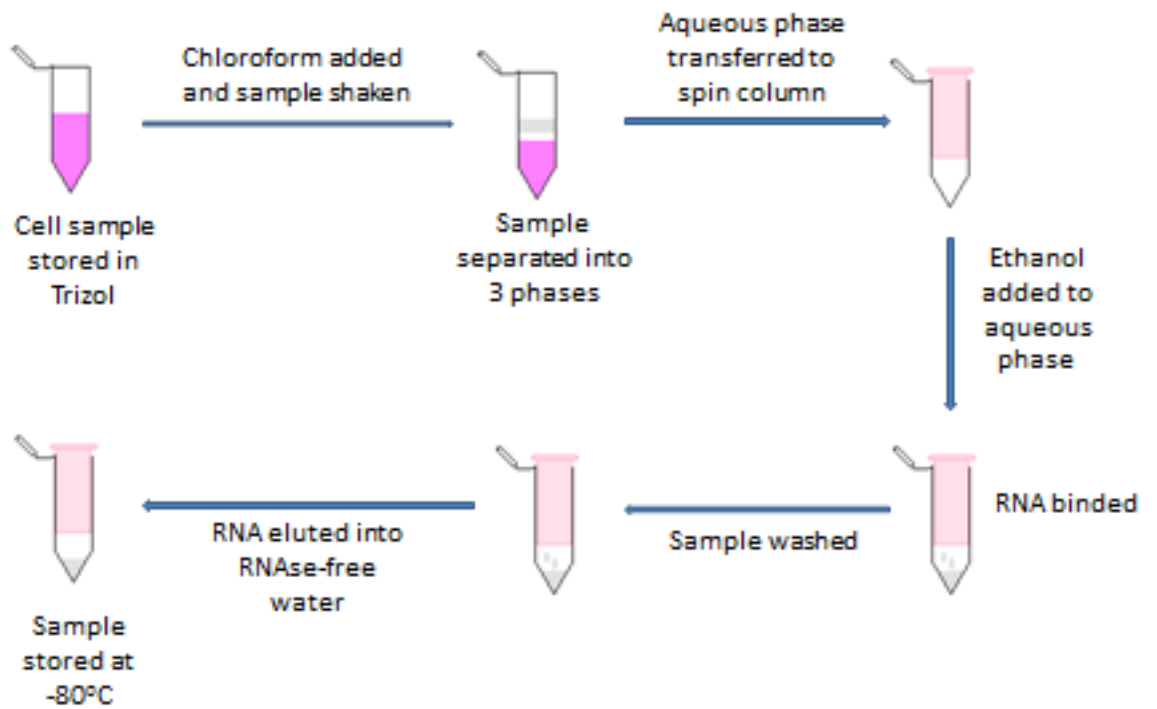 Chloroform added
and sample shaken
Aqueous phase
transferred to
spin column
Cell sample
stored in
Trizol
Sample
separated into
3 phases
Ethanol
added to
aqueous
phase
RNA binded
Sample washed
RNA eluted into
RNAse-free
water
Sample
stored at
-80ºC